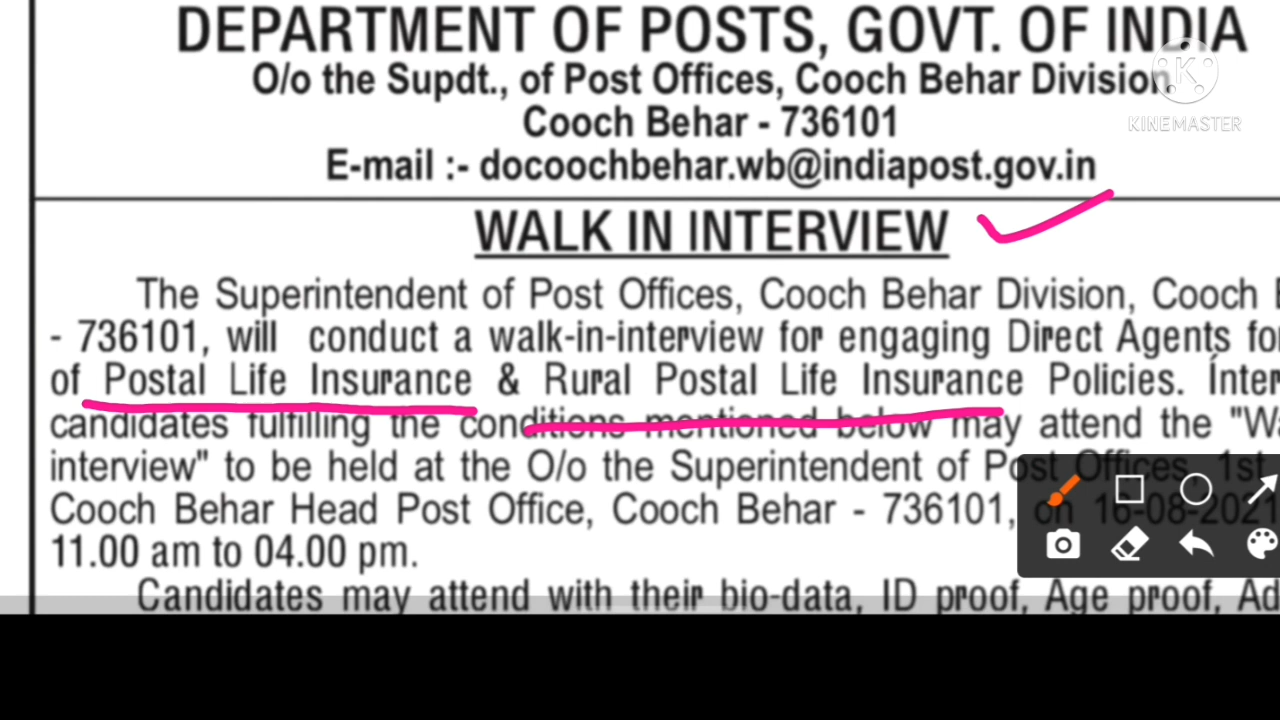 DEPARTMENT OF POSTS, GOVT. OF INDIA
O/o the Supdt., of Post Offices, Cooch Behar Division
Cooch Behar - 736101
E-mail :- docoochbehar.wb@indiapost.gov.in
KINEMASTER
WALK IN INTERVIEW
The Superintendent of Post Offices, Cooch Behar Division, Cooch
- 736101, will conduct a walk-in-interview for engaging Direct Agents
of Postal Life Insurance & Rural Postal Life Insurance Policies.
candidates fulfilling the conditions mentioned below may attend the
interview" to be held at the O/o the Superintendent of Post Offices, 1st
Cooch Behar Head Post Office, Cooch Behar - 736101, on 16-08-2021
11.00 am to 04.00 pm.
Candidates may attend with their bio-data, ID proof, Age proof,